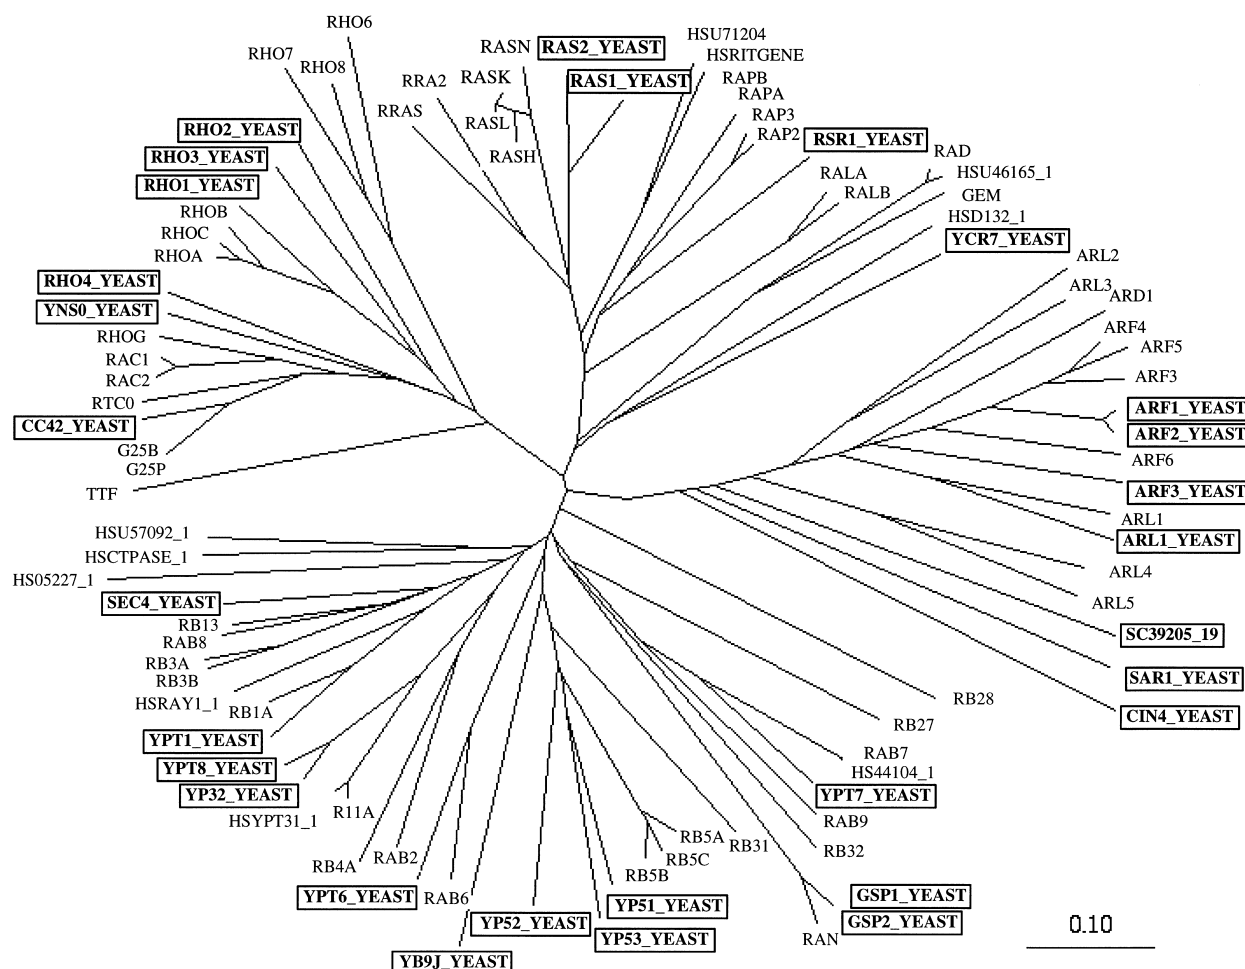 RHO6
RHO7
RHO8
RASN
RAS2_YEAST
RASK
RAS1_YEAST
RRA2
RRAS
RASL
RASH
HSU71204
HSRITGENE
RAPB
RAPA
RAP3
RAP2
RSR1_YEAST
RAD
RALA
HSU46165_1
RALB
GEM
HSD132_1
YCR7_YEAST
RHO2_YEAST
RHO3_YEAST
RHO1_YEAST
RHOB
RHOC
RHOA
RHO4_YEAST
YNS0_YEAST
RHOG
RAC1
RAC2
RTC0
CC42_YEAST
G25B
G25P
TTF
ARL2
ARL3
ARD1
ARF4
ARF5
ARF3
ARF1_YEAST
ARF2_YEAST
ARF6
ARF3_YEAST
ARL1
ARL1_YEAST
ARL4
ARL5
SC39205_19
SAR1_YEAST
CIN4_YEAST
HSU57092_1
HSCTPASE_1
HS05227_1
SEC4_YEAST
RB13
RAB8
RB3A
RB3B
HSRAY1_1
RB1A
YPT1_YEAST
YPT8_YEAST
YP32_YEAST
HSYPT31_1
R11A
RB4A
RAB2
YPT6_YEAST
RAB6
YB9J_YEAST
YP52_YEAST
YP53_YEAST
YP51_YEAST
RB5B
RB5C
RB5A
RB31
RB28
RB27
RAB7
HS44104_1
YPT7_YEAST
RAB9
RB32
GSP1_YEAST
GSP2_YEAST
RAN
0.10